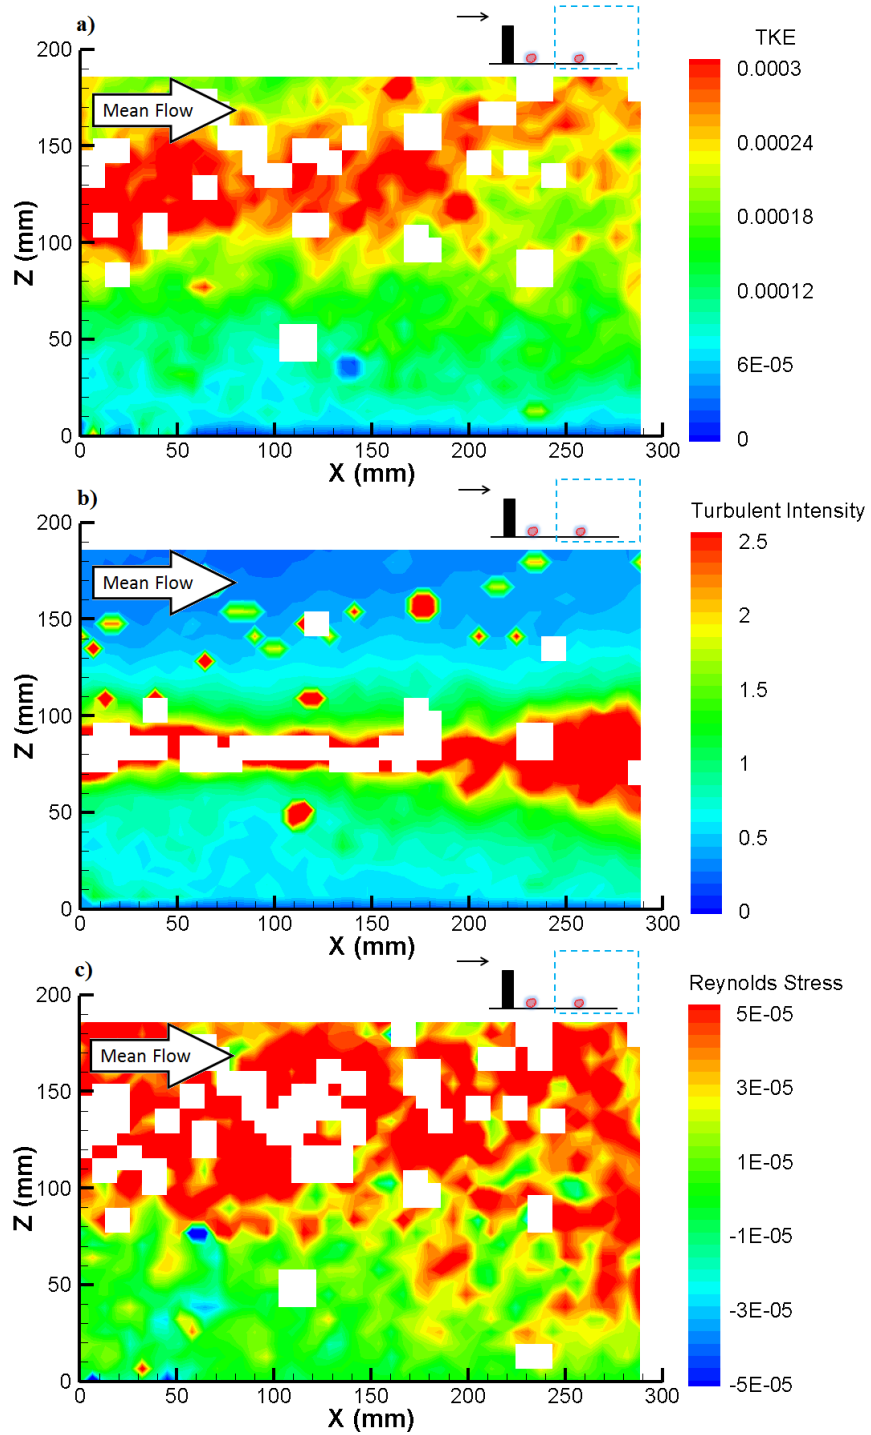 a)
TKE
200
150
100
50
0
Z (mm)
Mean Flow
0 50 100 150 200 250 300
X (mm)
0.0003
0.00024
0.00018
0.00012
6E-05
0
b)
Turbulent Intensity
200
150
100
50
0
Z (mm)
Mean Flow
0 50 100 150 200 250 300
X (mm)
2.5
2
1.5
1
0.5
0
c)
Reynolds Stress
200
150
100
50
0
Z (mm)
Mean Flow
0 50 100 150 200 250 300
X (mm)
5E-05
3E-05
1E-05
-1E-05
-3E-05
-5E-05